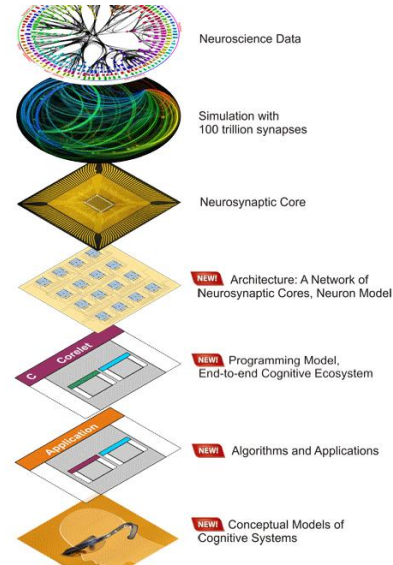 Neuroscience Data
Simulation with
100 trillion synapses
Neurosynaptic Core
NEW! Architecture: A Network of
Neurosynaptic Cores, Neuron Model
C Corelet
NEW! Programming Model,
End-to-end Cognitive Ecosystem
Application
NEW! Algorithms and Applications
NEW! Conceptual Models of
Cognitive Systems